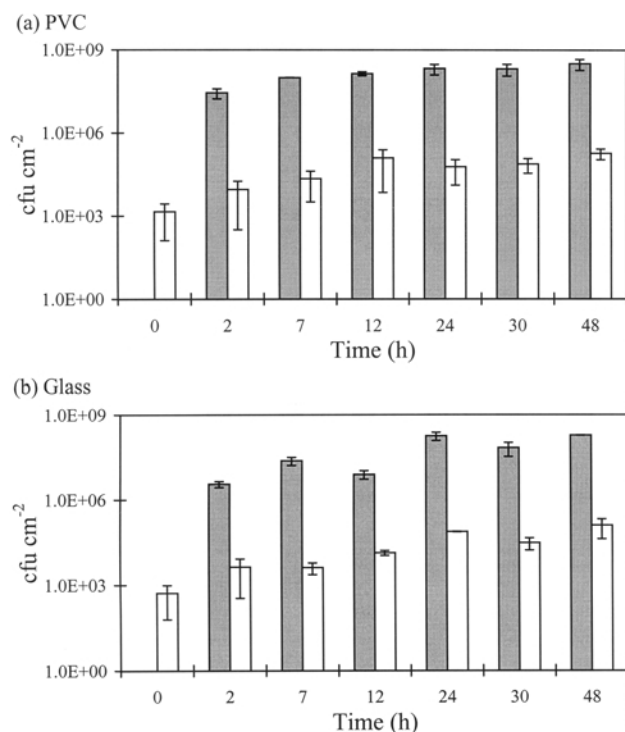 (a) PVC
1.0E+09
1.0E+06
1.0E+03
1.0E+00
cfu cm-2
0 2 7 12 24 30 48
Time (h)
(b) Glass
1.0E+09
1.0E+06
1.0E+03
1.0E+00
cfu cm-2
0 2 7 12 24 30 48
Time (h)